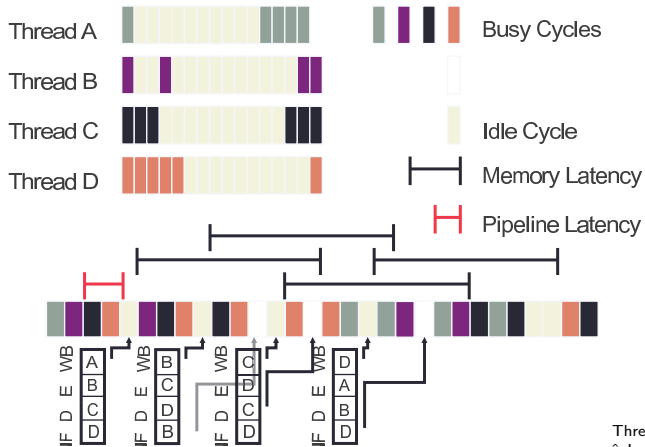 Thread A
Busy Cycles
Thread B
Thread C
Idle Cycle
Thread D
Memory Latency
Pipeline Latency
WB A
E B
D C
IF D
WB B
E C
D D
IF B
WB C
E D
D C
IF D
WB D
E A
D B
IF D
Thre